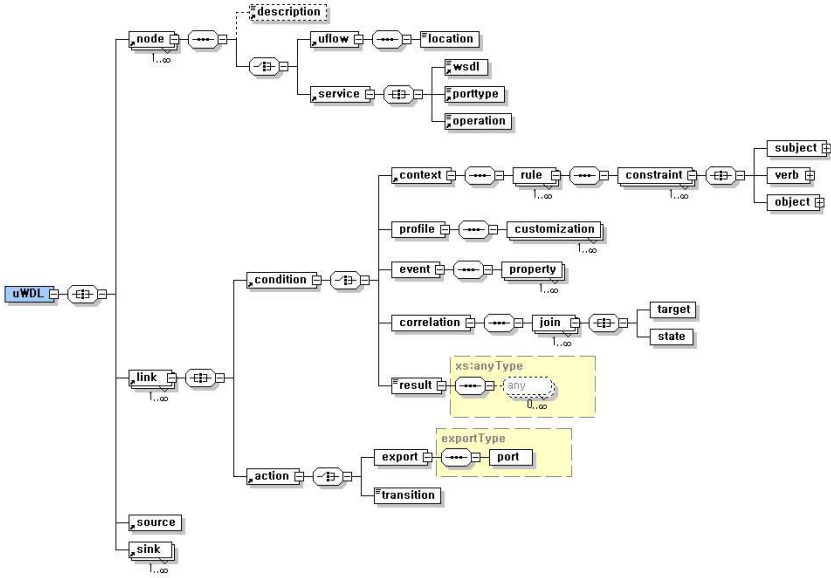 description
node
1..∞
uflow
location
service
wsdl
porttype
operation
context
rule
1..∞
constraint
1..∞
subject
verb
object
profile
customization
1..∞
uWDL
condition
event
property
1..∞
correlation
join
1..∞
target
state
link
1..∞
result
xs:anyType
any
0..∞
action
export
exportType
port
transition
source
sink
1..∞